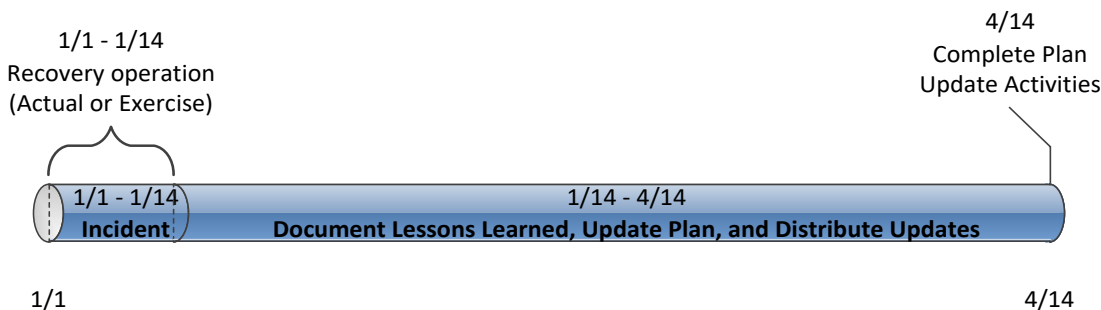 1/1 - 1/14
Recovery operation
(Actual or Exercise)
4/14
Complete Plan
Update Activities
1/1 - 1/14
Incident
1/14 - 4/14
Document Lessons Learned, Update Plan, and Distribute Updates
1/1
4/14